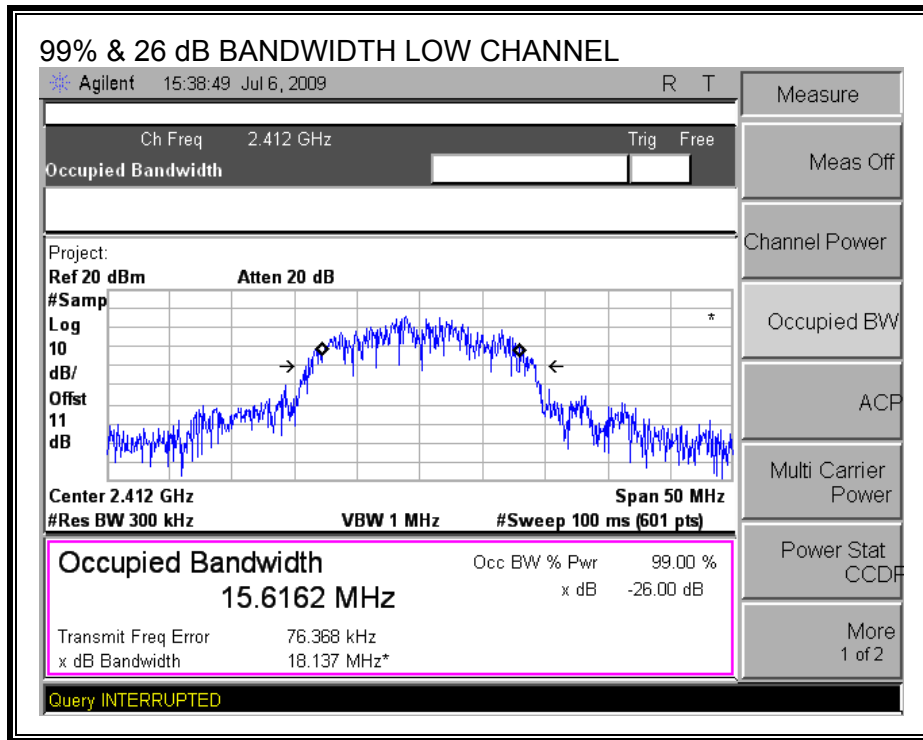 99% & 26 dB BANDWIDTH LOW CHANNEL
Agilent 15:38:49 Jul 6, 2009 R T
Measure
Ch Freq 2.412 GHz Trig Free
Occupied Bandwidth
Meas Off
Channel Power
Occupied BW
ACP
Multi Carrier
Power
Power Stat
CCDF
More
1 of 2
Project:
Ref 20 dBm Atten 20 dB
#Samp
Log
10
dB/
Offst
11
dB
*
Center 2.412 GHz Span 50 MHz
#Res BW 300 kHz VBW 1 MHz #Sweep 100 ms (601 pts)
Occupied Bandwidth Occ BW % Pwr 99.00 %
15.6162 MHz x dB -26.00 dB
Transmit Freq Error 76.368 kHz
x dB Bandwidth 18.137 MHz*
Query INTERRUPTED